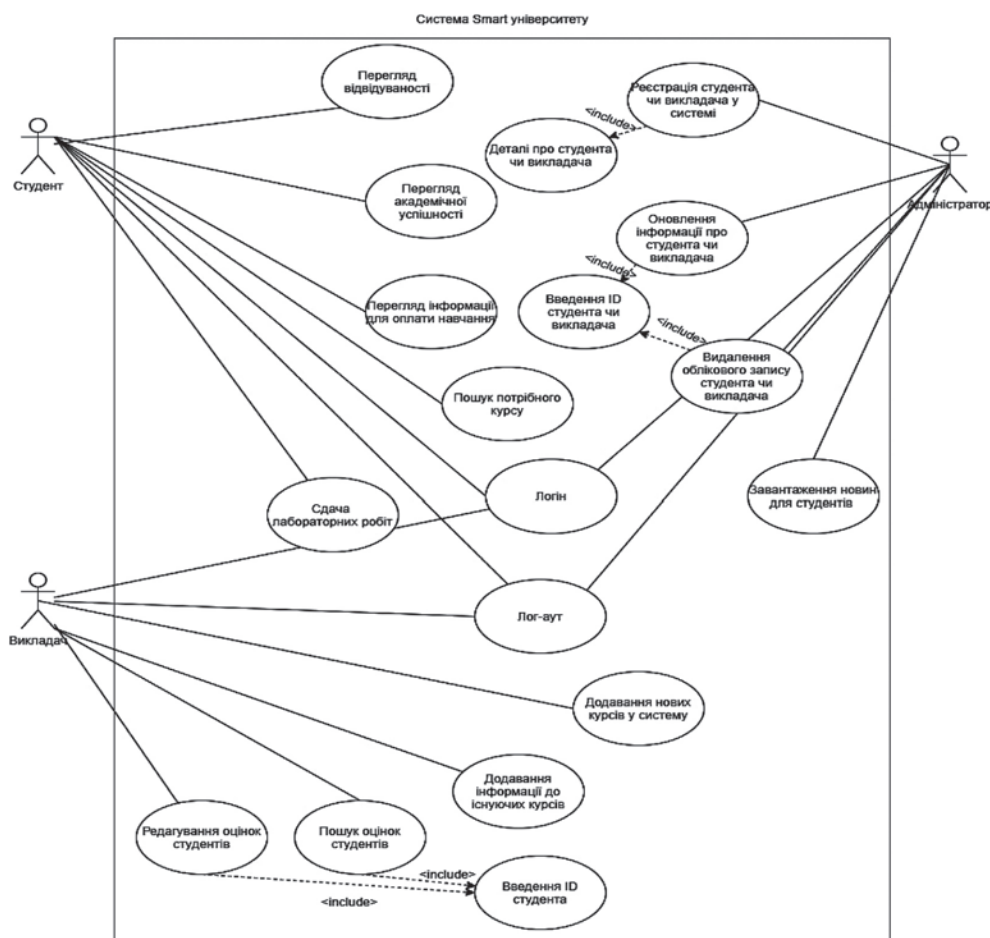 Система Smart університету
Перегляд
відвідуваності
Реєстрація студента
чи викладача у
системі
<include>
Деталі про студента
чи викладача
Студент
Адміністратор
Перегляд
академічної
успішності
Оновлення
інформації про
студента чи
викладача
<include>
Введення ID
студента чи
викладача
Перегляд інформації
для оплати навчання
<include>
Видалення
облікового запису
студента чи
викладача
Пошук потрібного
курсу
Логін
Завантаження новин
для студентів
Сдача
лабораторних робіт
Лог-аут
Викладач
Додавання нових
курсів у систему
Додавання
інформації до
існуючих курсів
Редагування оцінок
студентів
Пошук оцінок
студентів
<include>
Введення ID
студента
<include>